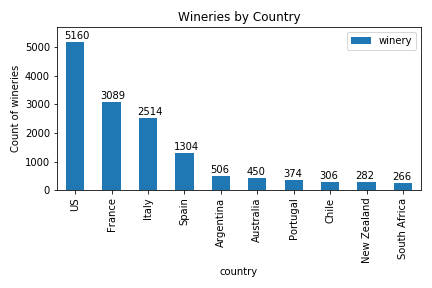 Wineries by Country
winery
Count of wineries
5000
4000
3000
2000
1000
0
5160
3089
2514
1304
506
450
374
306
282
266
US
France
Italy
Spain
Argentina
Australia
Portugal
Chile
New Zealand
South Africa
country